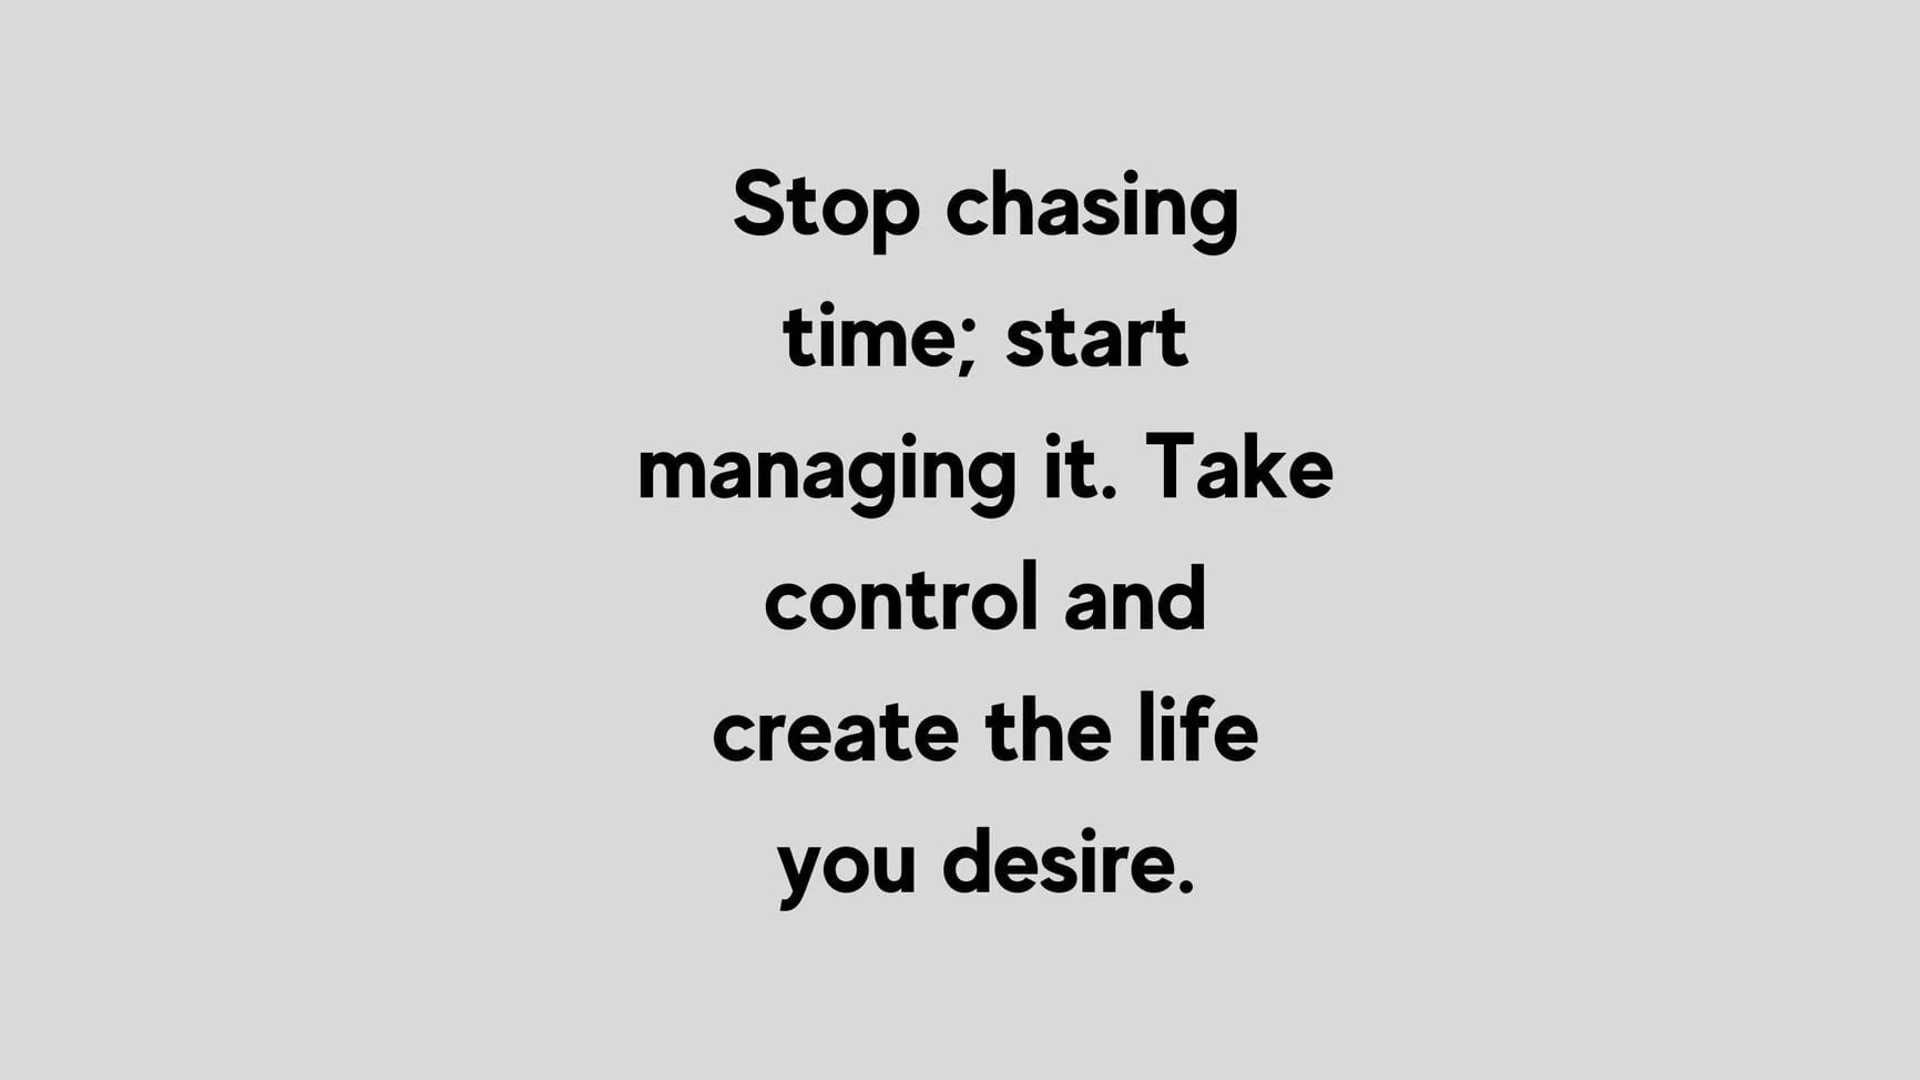 Stop chasing
time; start
managing it. Take
control and
create the life
you desire.